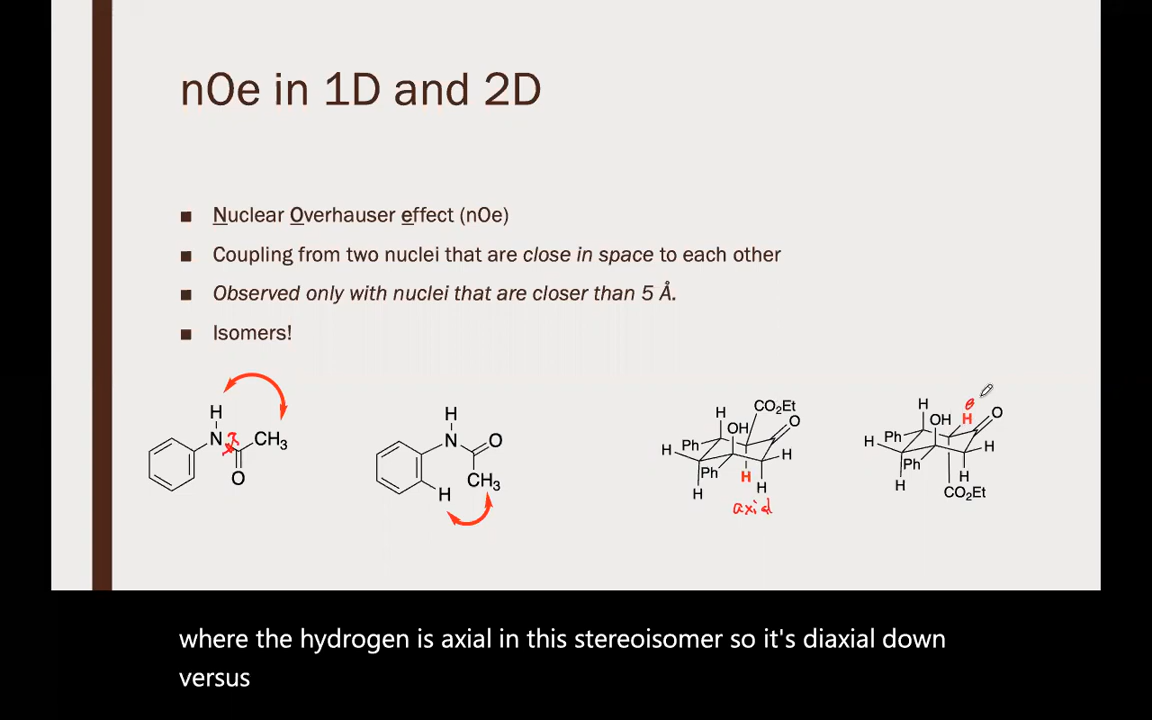 nOe in 1D and 2D
■ Nuclear Overhauser effect (nOe)
■ Coupling from two nuclei that are close in space to each other
■ Observed only with nuclei that are closer than 5 Å.
■ Isomers!
H
N
CH3
O
H
N
O
CH3
H
H
CO2Et
OH
O
Ph
H
H
Ph
H
H
H
axial
H
e
OH
H
O
Ph
H
H
Ph
H
H
CO2Et
where the hydrogen is axial in this stereoisomer so it's diaxial down
versus